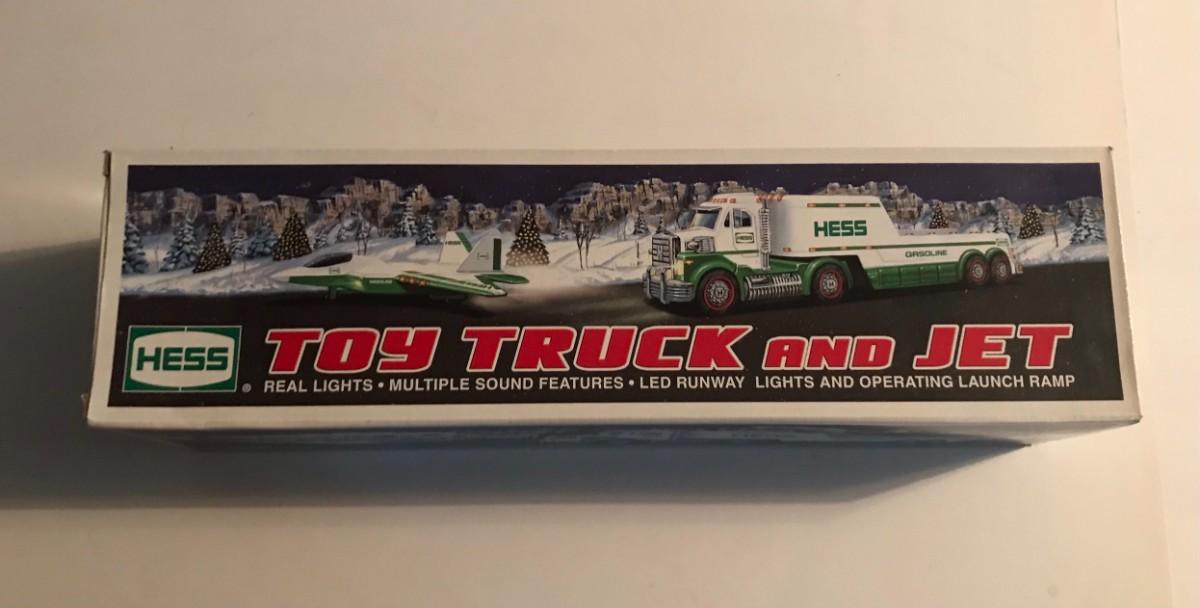 HESS
GASOLINE
HESS ®
TOY TRUCK AND JET
REAL LIGHTS • MULTIPLE SOUND FEATURES • LED RUNWAY LIGHTS AND OPERATING LAUNCH RAMP